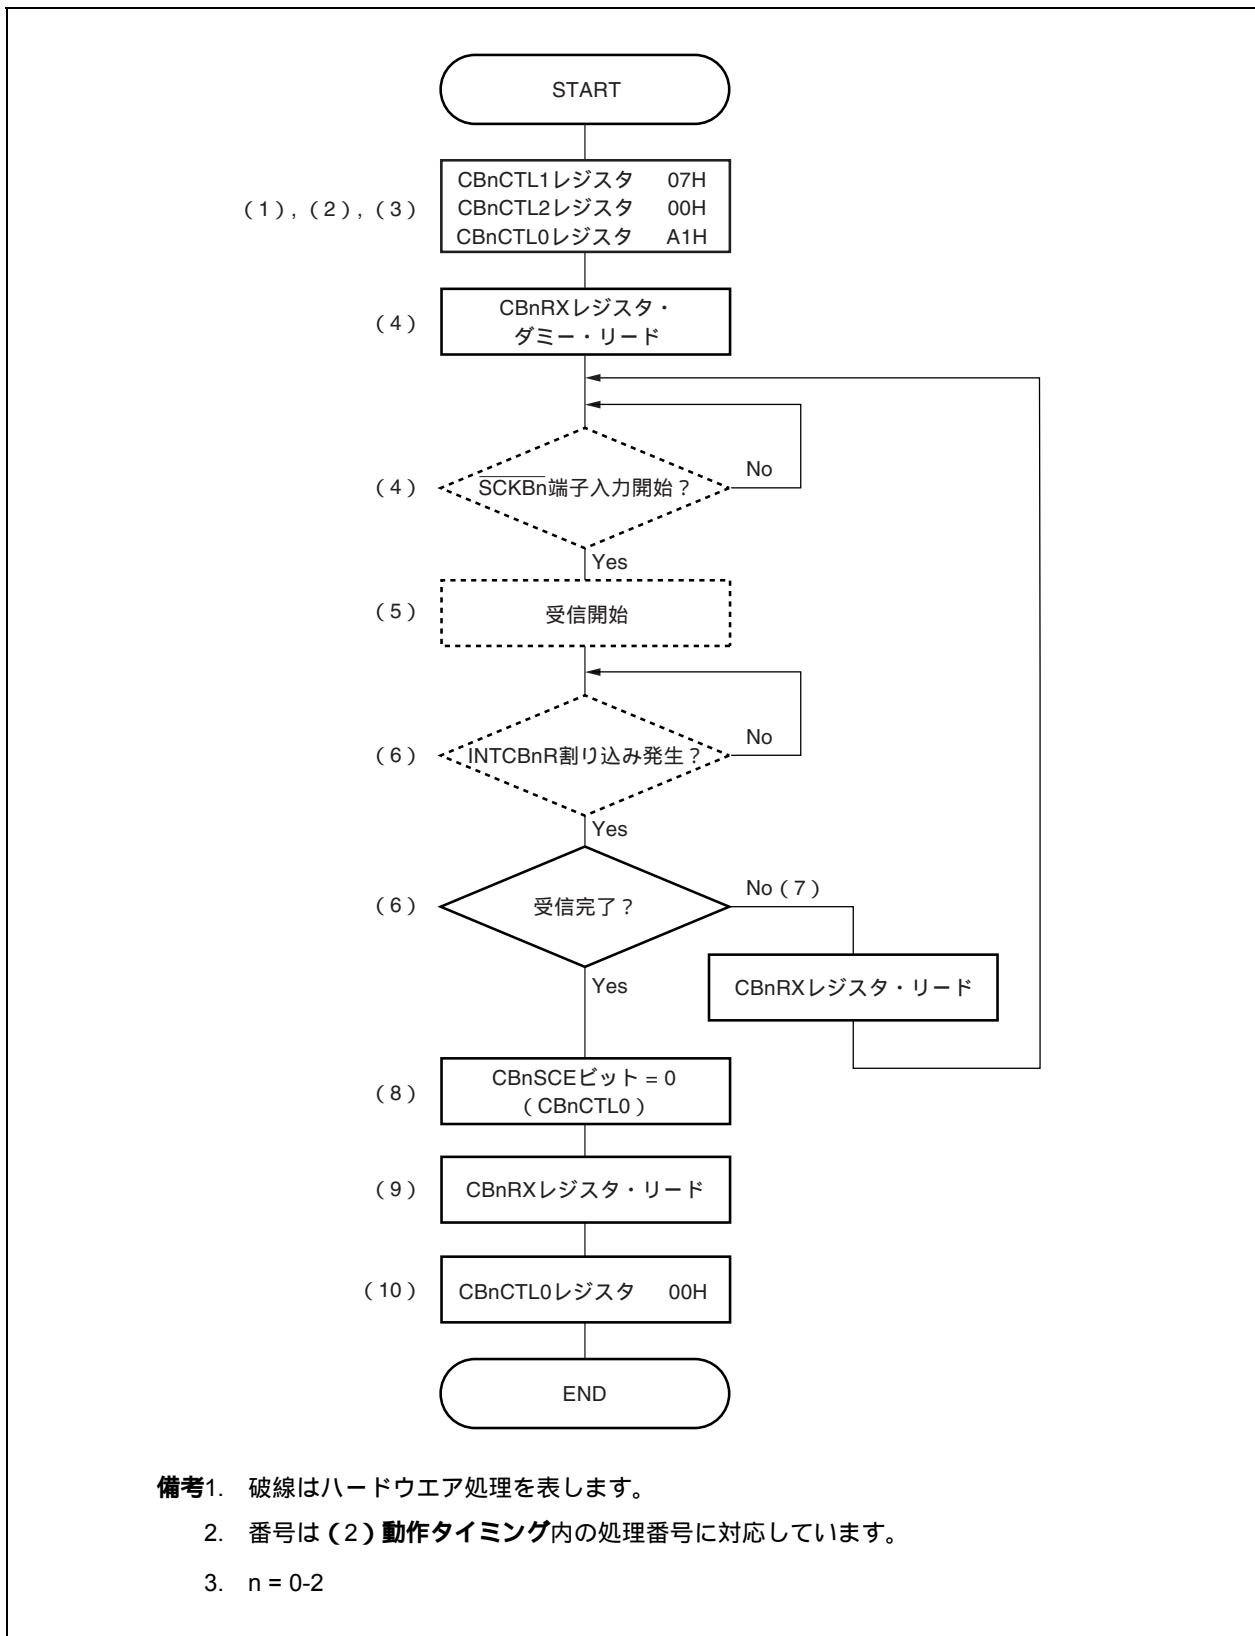 START
CBnCTL1レジスタ 07H
(1), (2), (3) CBnCTL2レジスタ 00H
CBnCTL0レジスタ A1H
CBnRXレジスタ・
(4)
ダミー・リード
(4) SCKBn端子入力開始? No
Yes
(5) 受信開始
(6) INTCBnR割り込み発生? No
Yes
(6) 受信完了? No(7)
Yes
CBnRXレジスタ・リード
CBnSCEビット = 0
(8)
(CBnCTL0)
(9) CBnRXレジスタ・リード
(10) CBnCTL0レジスタ 00H
END
備考1. 破線はハードウエア処理を表します。
2. 番号は(2)動作タイミング内の処理番号に対応しています。
3. n = 0-2